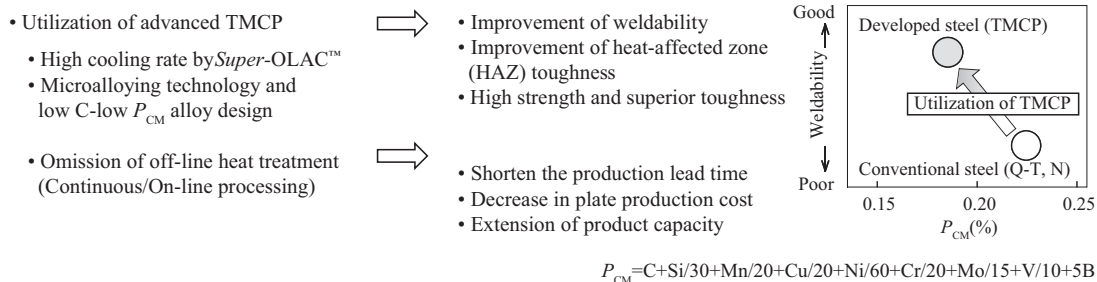 • Utilization of advanced TMCP
• High cooling rate by Super-OLAC™
• Microalloying technology and
low C-low PCM alloy design
• Omission of off-line heat treatment
(Continuous/On-line processing)
• Improvement of weldability
• Improvement of heat-affected zone
(HAZ) toughness
• High strength and superior toughness
• Shorten the production lead time
• Decrease in plate production cost
• Extension of product capacity
Good
Weldability
Poor
Developed steel (TMCP)
Utilization of TMCP
Conventional steel (Q-T, N)
0.15 0.20 0.25
PCM(%)
PCM=C+Si/30+Mn/20+Cu/20+Ni/60+Cr/20+Mo/15+V/10+5B